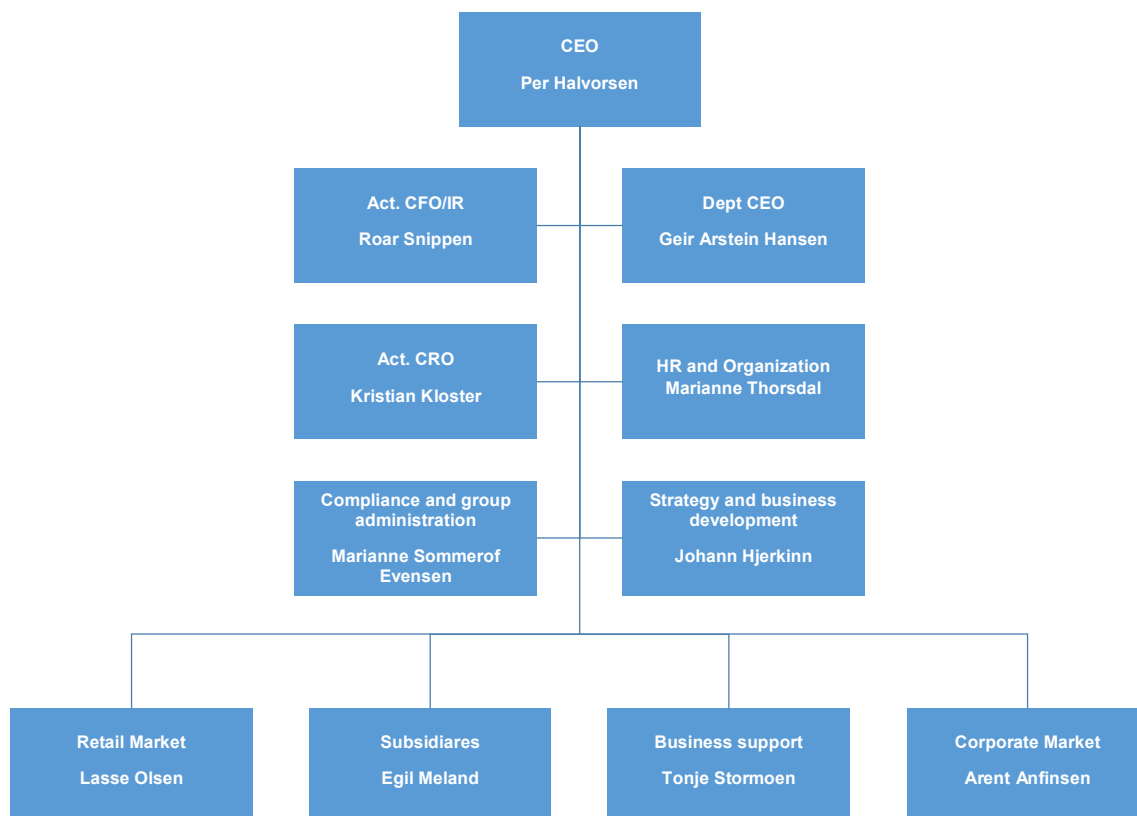 CEO
Per Halvorsen
Act. CFO/IR
Roar Snippen
Dept CEO
Geir Arstein Hansen
Act. CRO
Kristian Kloster
HR and Organization
Marianne Thorsdal
Compliance and group
administration
Marianne Sommerof
Evensen
Strategy and business
development
Johann Hjerkinn
Retail Market
Lasse Olsen
Subsidiares
Egil Meland
Business support
Tonje Stormoen
Corporate Market
Arent Anfinsen